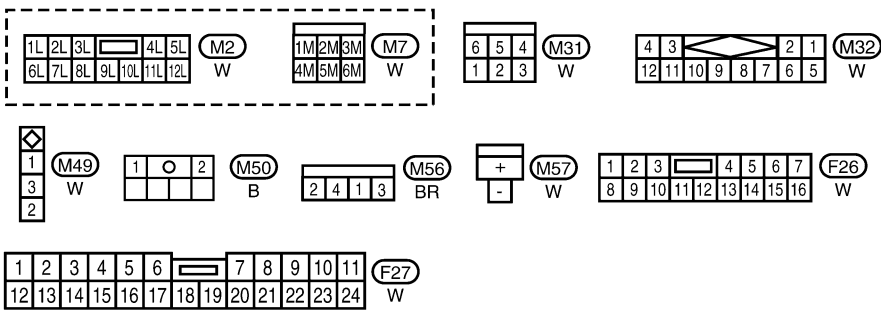 1L 2L 3L 4L 5L M2 1M 2M 3M M7 6 5 4 M31 4 3 2 1 M32
6L 7L 8L 9L 10L 11L 12L W 4M 5M 6M W 1 2 3 W 12 11 10 9 8 7 6 5 W
1 M49 1 2 M50 M56 + M57 1 2 3 4 5 6 7 F26
3 W B 2 4 1 3 BR - W 8 9 10 11 12 13 14 15 16 W
2
1 2 3 4 5 6 7 8 9 10 11 F27
12 13 14 15 16 17 18 19 20 21 22 23 24 W